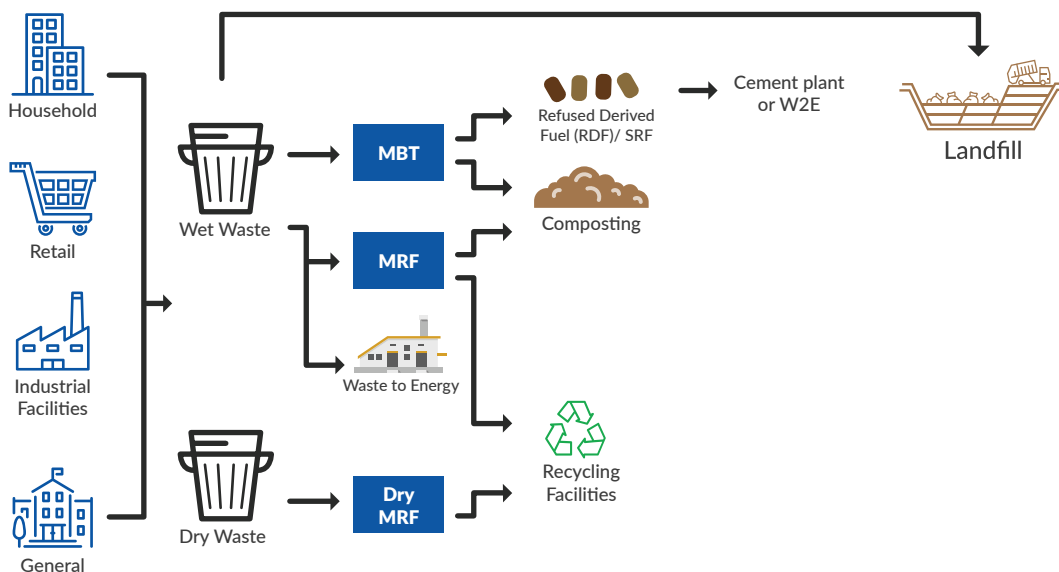 Household
Retail
Industrial
Facilities
General
Wet Waste
Dry Waste
MBT
MRF
Waste to Energy
Dry
MRF
Refused Derived
Fuel (RDF)/ SRF
Composting
Recycling
Facilities
Cement plant
or W2E
Landfill